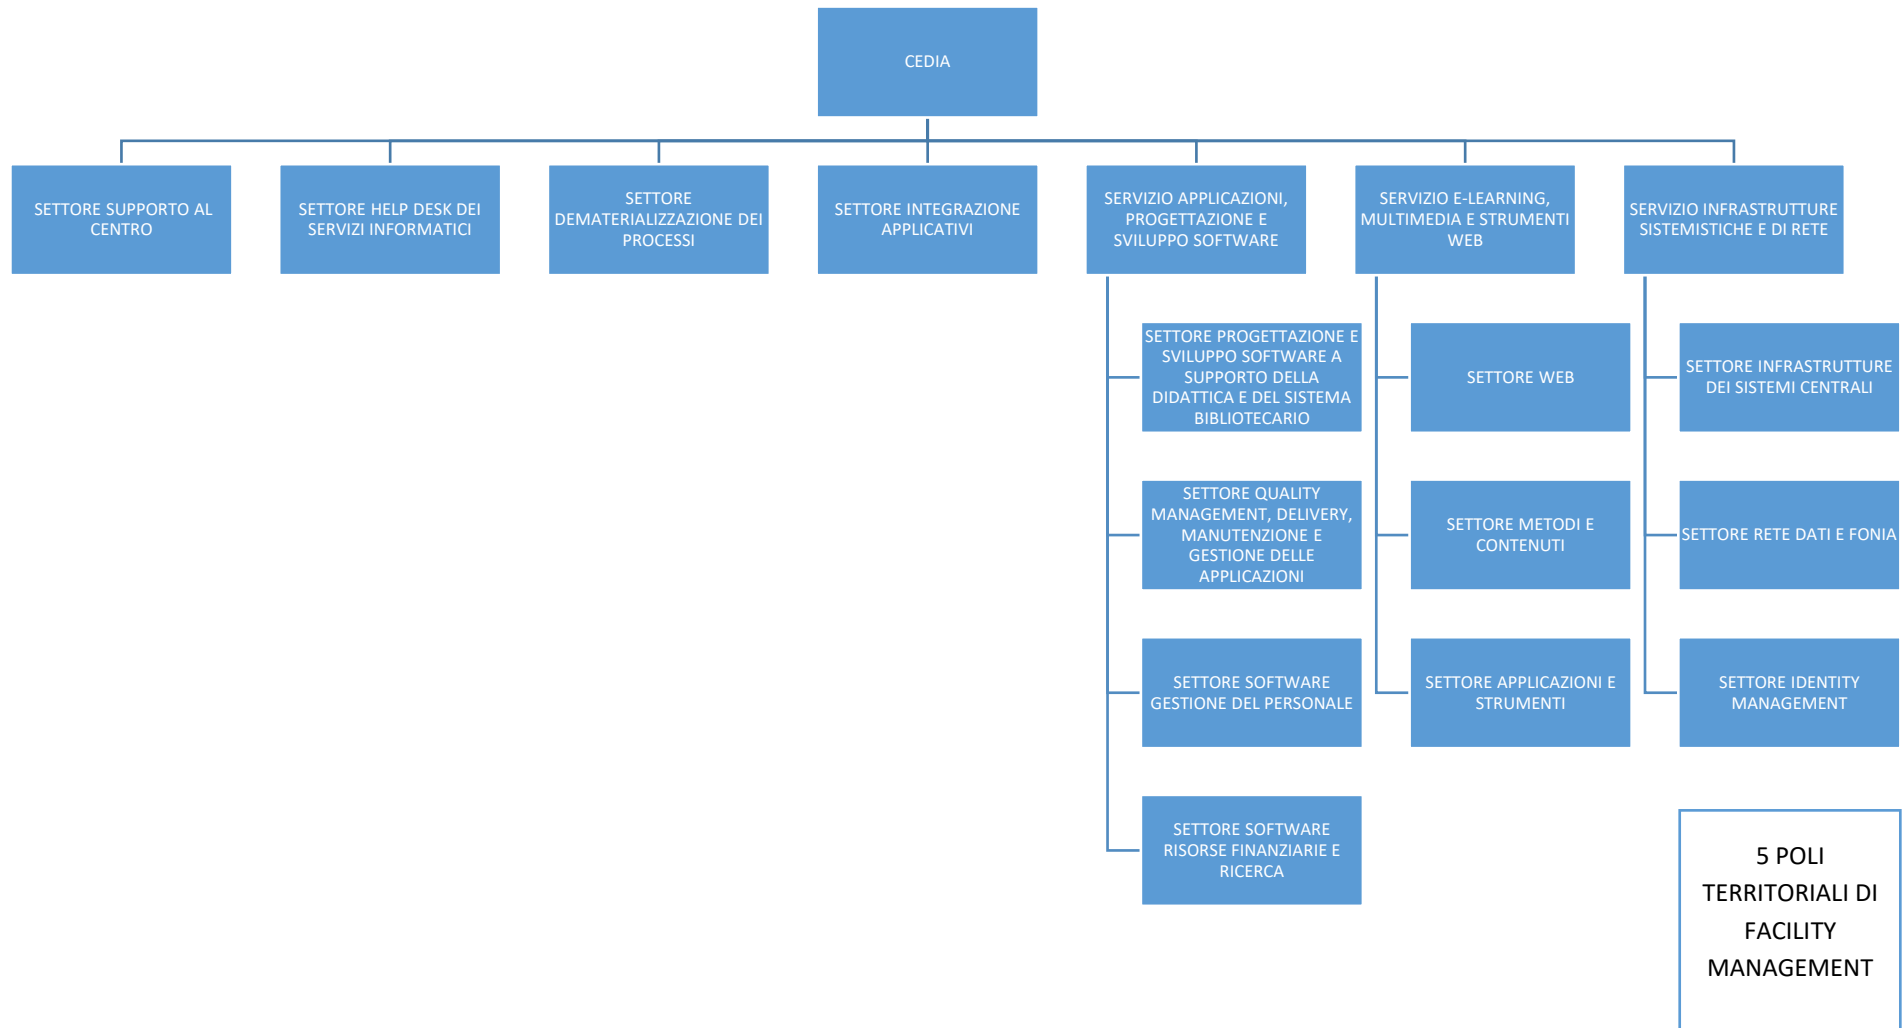 CEDIA
SETTORE SUPPORTO AL
CENTRO
SETTORE HELP DESK DEI
SERVIZI INFORMATICI
SETTORE
DEMATERIALIZZAZIONE DEI
PROCESSI
SETTORE INTEGRAZIONE
APPLICATIVI
SERVIZIO APPLICAZIONI,
PROGETTAZIONE E
SVILUPPO SOFTWARE
SERVIZIO E-LEARNING,
MULTIMEDIA E STRUMENTI
WEB
SERVIZIO INFRASTRUTTURE
SISTEMISTICHE E DI RETE
SETTORE PROGETTAZIONE E
SVILUPPO SOFTWARE A
SUPPORTO DELLA
DIDATTICA E DEL SISTEMA
BIBLIOTECARIO
SETTORE WEB
SETTORE INFRASTRUTTURE
DEI SISTEMI CENTRALI
SETTORE QUALITY
MANAGEMENT, DELIVERY,
MANUTENZIONE E
GESTIONE DELLE
APPLICAZIONI
SETTORE METODI E
CONTENUTI
SETTORE RETE DATI E FONIA
SETTORE SOFTWARE
GESTIONE DEL PERSONALE
SETTORE APPLICAZIONI E
STRUMENTI
SETTORE IDENTITY
MANAGEMENT
SETTORE SOFTWARE
RISORSE FINANZIARIE E
RICERCA
5 POLI
TERRITORIALI DI
FACILITY
MANAGEMENT